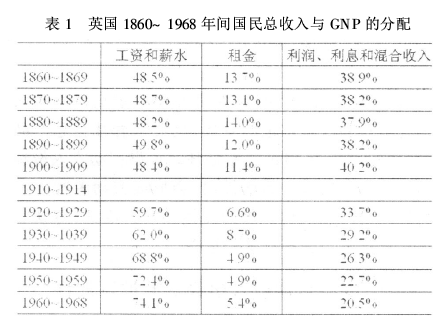 表 1 英国 1860~ 1968 年间国民总收入与 GNP 的分配
工资和薪水 租金 利润、利息和混合收入
1860~1869 48.5% 13.7% 38.9%
1870~1879 48.7% 13.1% 38.2%
1880~1889 48.2% 14.0% 37.9%
1890~1899 49.8% 12.0% 38.2%
1900~1909 48.4% 11.4% 40.2%
1910~1914
1920~1929 59.7% 6.6% 33.7%
1930~1039 62.0% 8.7% 29.2%
1940~1949 68.8% 4.9% 26.3%
1950~1959 72.4% 4.9% 22.7%
1960~1968 74.1% 5.4% 20.5%